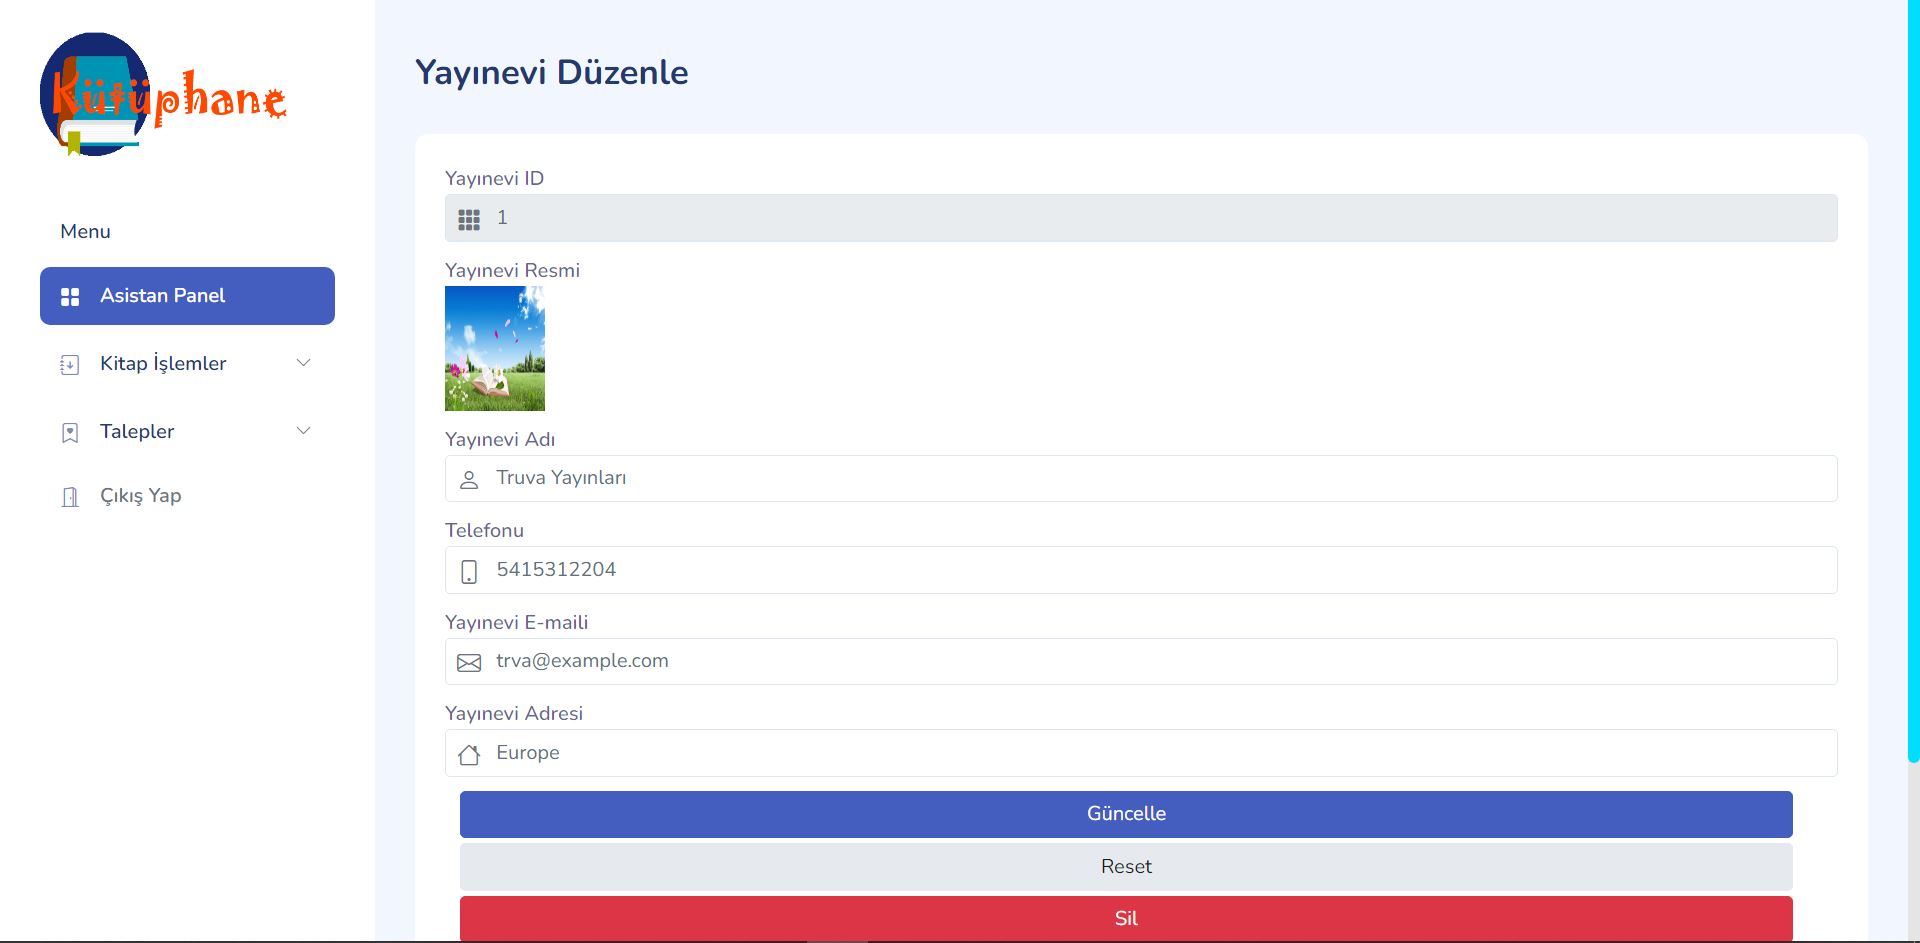 Kütüphane
Menu
Asistan Panel
Kitap İşlemler
Talepler
Çıkış Yap
Yayınevi Düzenle
Yayınevi ID
1
Yayınevi Resmi
Yayınevi Adı
Truva Yayınları
Telefonu
5415312204
Yayınevi E-maili
trva@example.com
Yayınevi Adresi
Europe
Güncelle
Reset
Sil